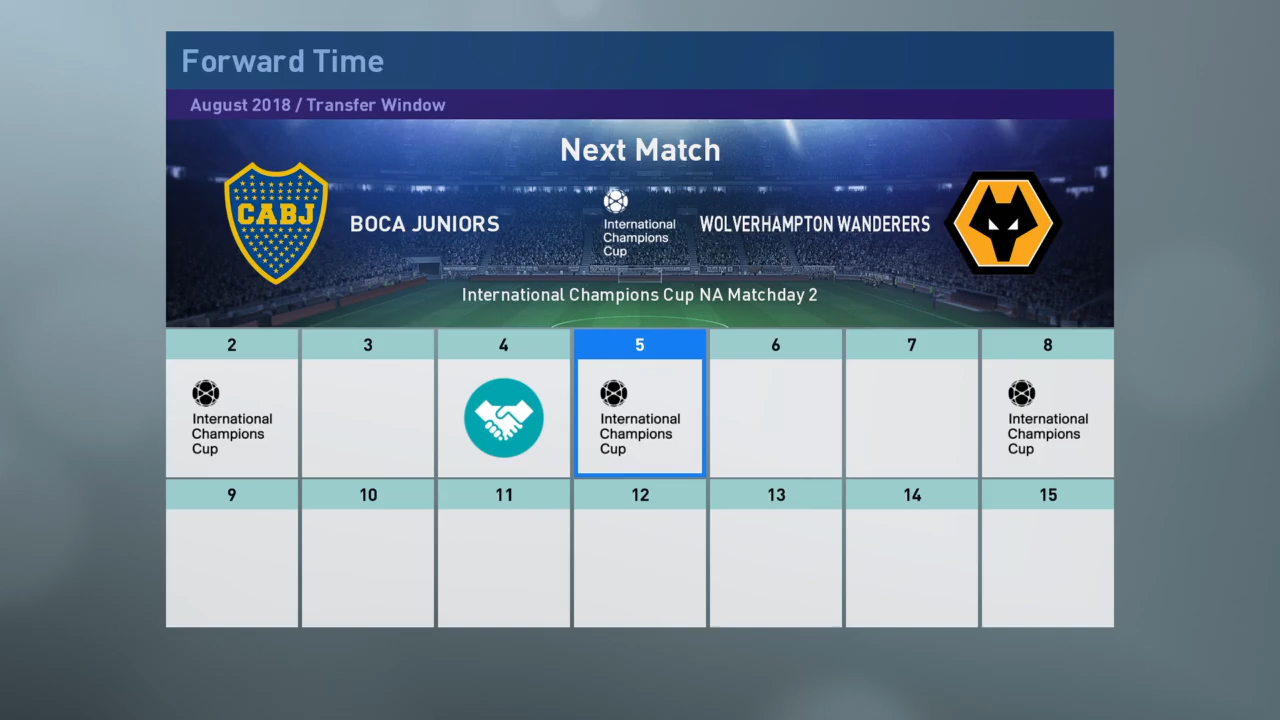 Forward Time
August 2018 / Transfer Window
Next Match
CABJ
BOCA JUNIORS
International
Champions
Cup
WOLVERHAMPTON WANDERERS
International Champions Cup NA Matchday 2
2 3 4 5 6 7 8
International
Champions
Cup
International
Champions
Cup
International
Champions
Cup
9 10 11 12 13 14 15